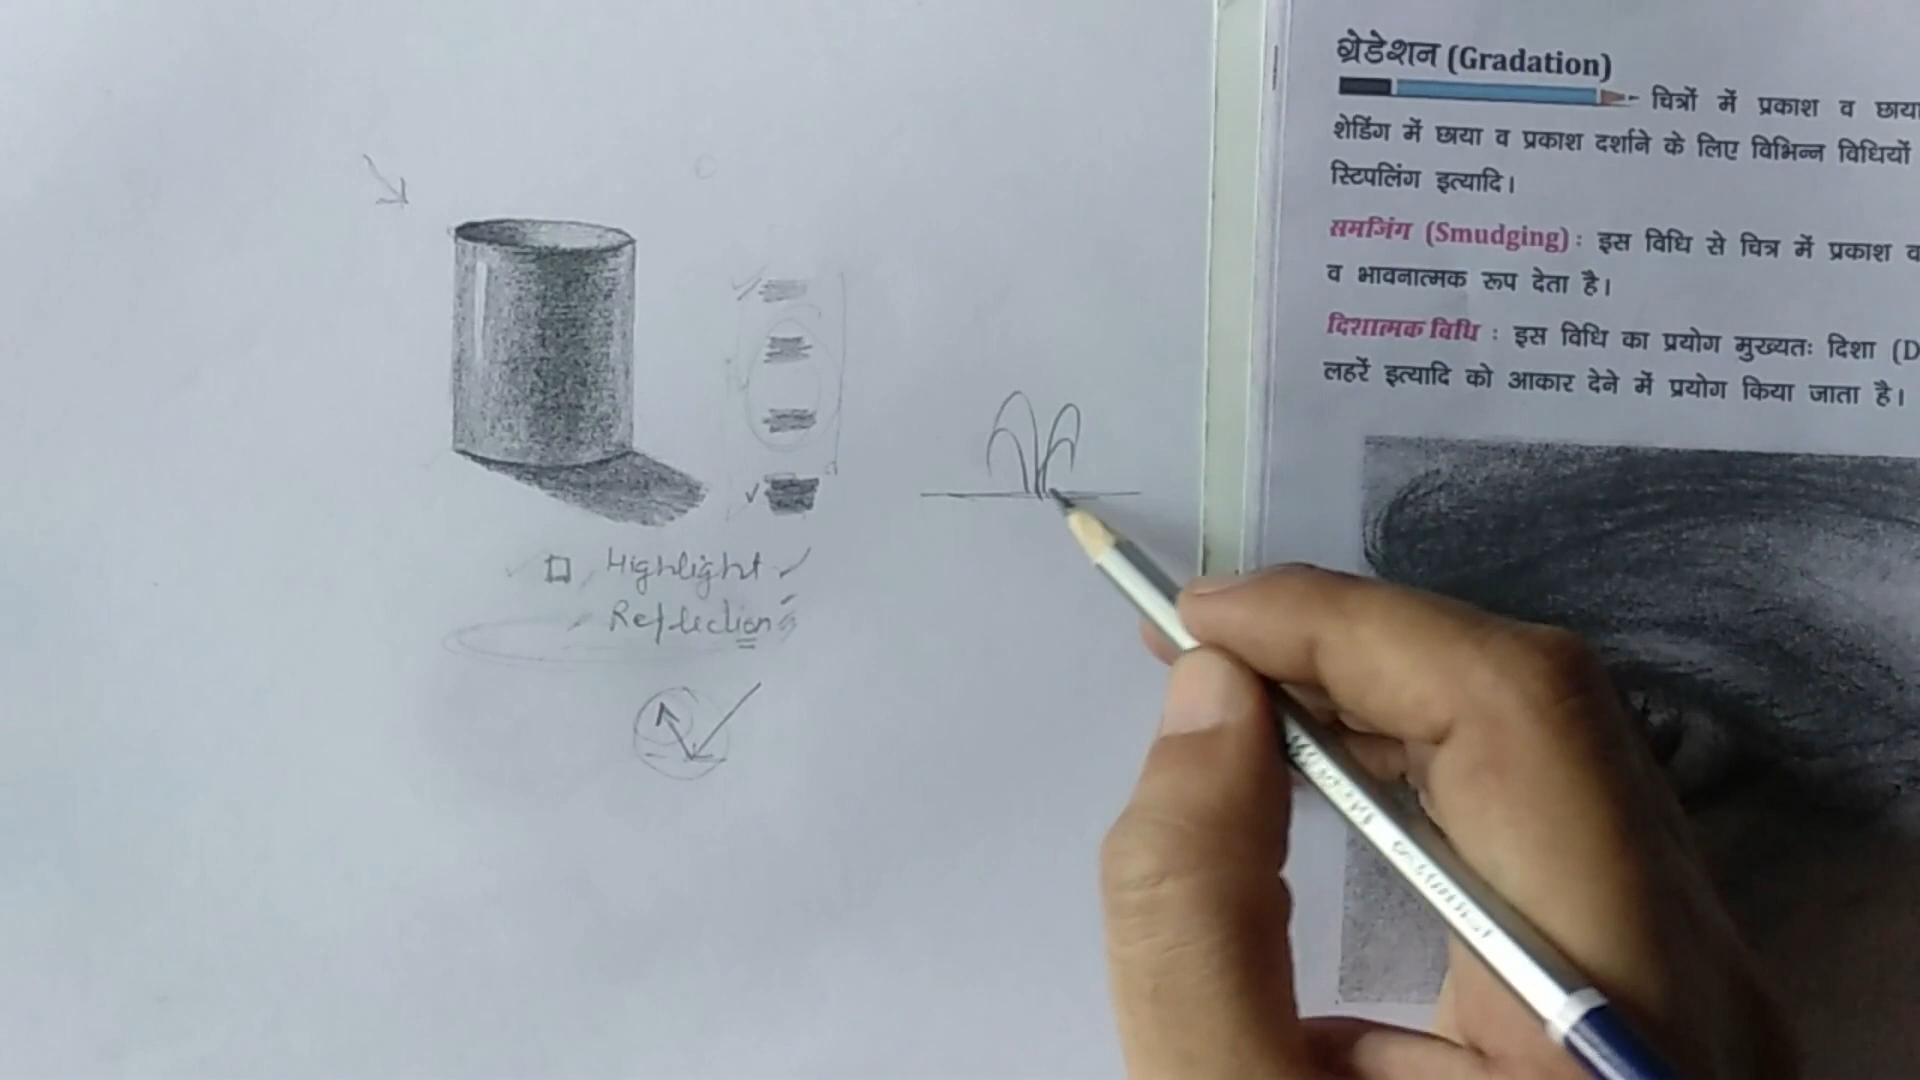 ग्रेडेशन (Gradation)
- चित्रों में प्रकाश व छाया
शेडिंग में छाया व प्रकाश दर्शाने के लिए विभिन्न विधियों
स्टिपलिंग इत्यादि।
समजिंग (Smudging) : इस विधि से चित्र में प्रकाश व
व भावनात्मक रूप देता है।
दिशात्मक विधि : इस विधि का प्रयोग मुख्यतः दिशा (D
लहरें इत्यादि को आकार देने में प्रयोग किया जाता है।
Highlight
Reflection